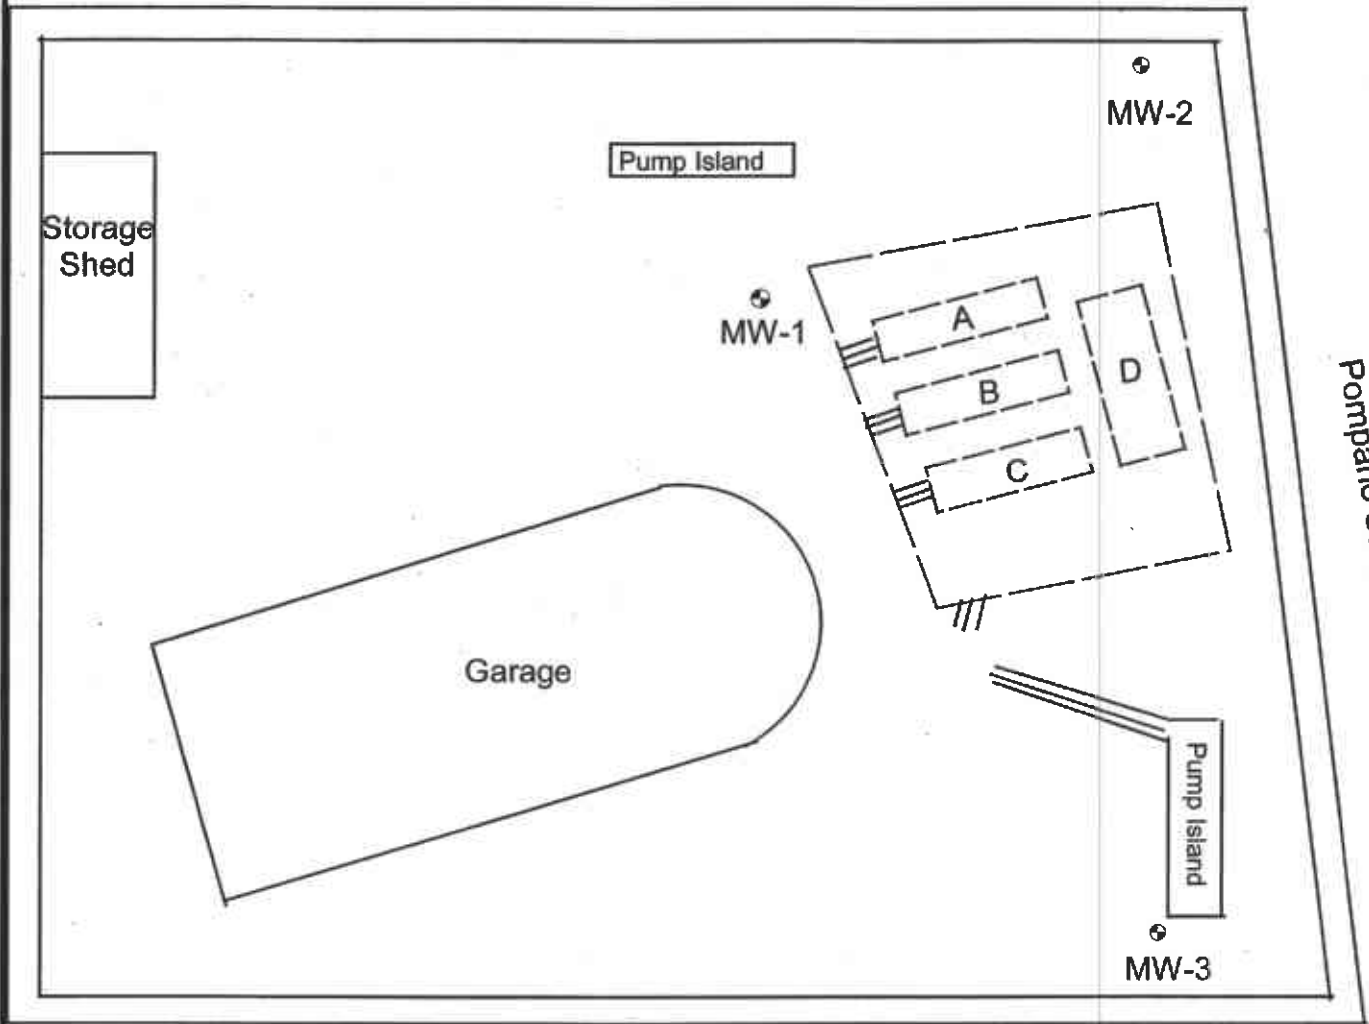 MW-2
Pump Island
Storage
Shed
MW-1
A
B
C
D
Garage
Pump Island
MW-3